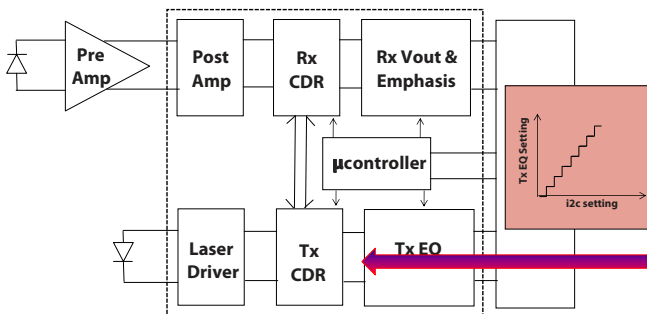 Pre
Amp
Post
Amp
Rx
CDR
Rx Vout &
Emphasis
μcontroller
Tx EQ Setting
i2c setting
Laser
Driver
Tx
CDR
Tx EQ